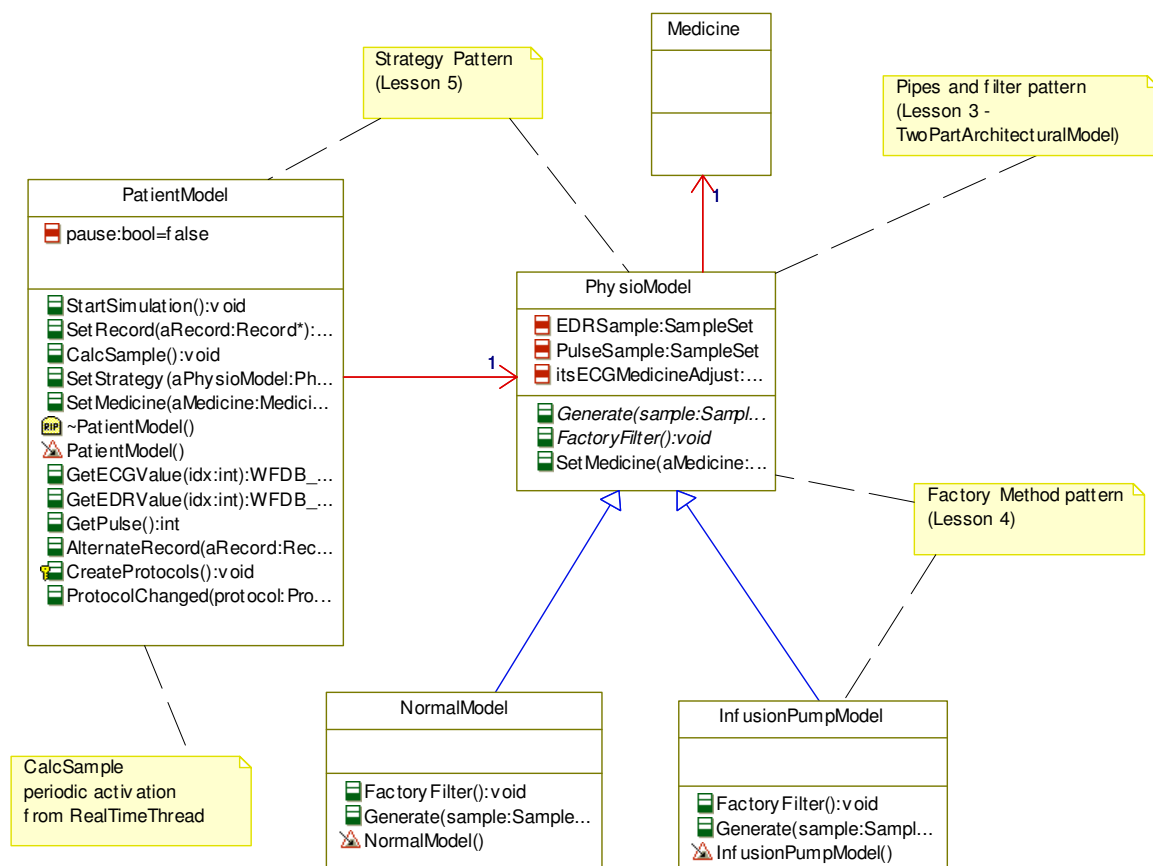 Medicine
Strategy Pattern
(Lesson 5)
Pipes and filter pattern
(Lesson 3 -
TwoPartArchitecturalModel)
PatientModel
pause:bool=false
StartSimulation():void
SetRecord(aRecord:Record*):...
CalcSample():void
SetStrategy(aPhysioModel:Ph...
SetMedicine(aMedicine:Medici...
RIP ~PatientModel()
PatientModel()
GetECGValue(idx:int):WFDB_...
GetEDRValue(idx:int):WFDB_...
GetPulse():int
AlternateRecord(aRecord:Rec...
CreateProtocols():void
ProtocolChanged(protocol:Pro...
1
1
PhysioModel
EDRSample:SampleSet
PulseSample:SampleSet
itsECGMedicineAdjust:...
Generate(sample:Sampl...
FactoryFilter():void
SetMedicine(aMedicine:...
Factory Method pattern
(Lesson 4)
NormalModel
FactoryFilter():void
Generate(sample:Sample...
NormalModel()
InfusionPumpModel
FactoryFilter():void
Generate(sample:Sampl...
InfusionPumpModel()
CalcSample
periodic activation
from RealTimeThread